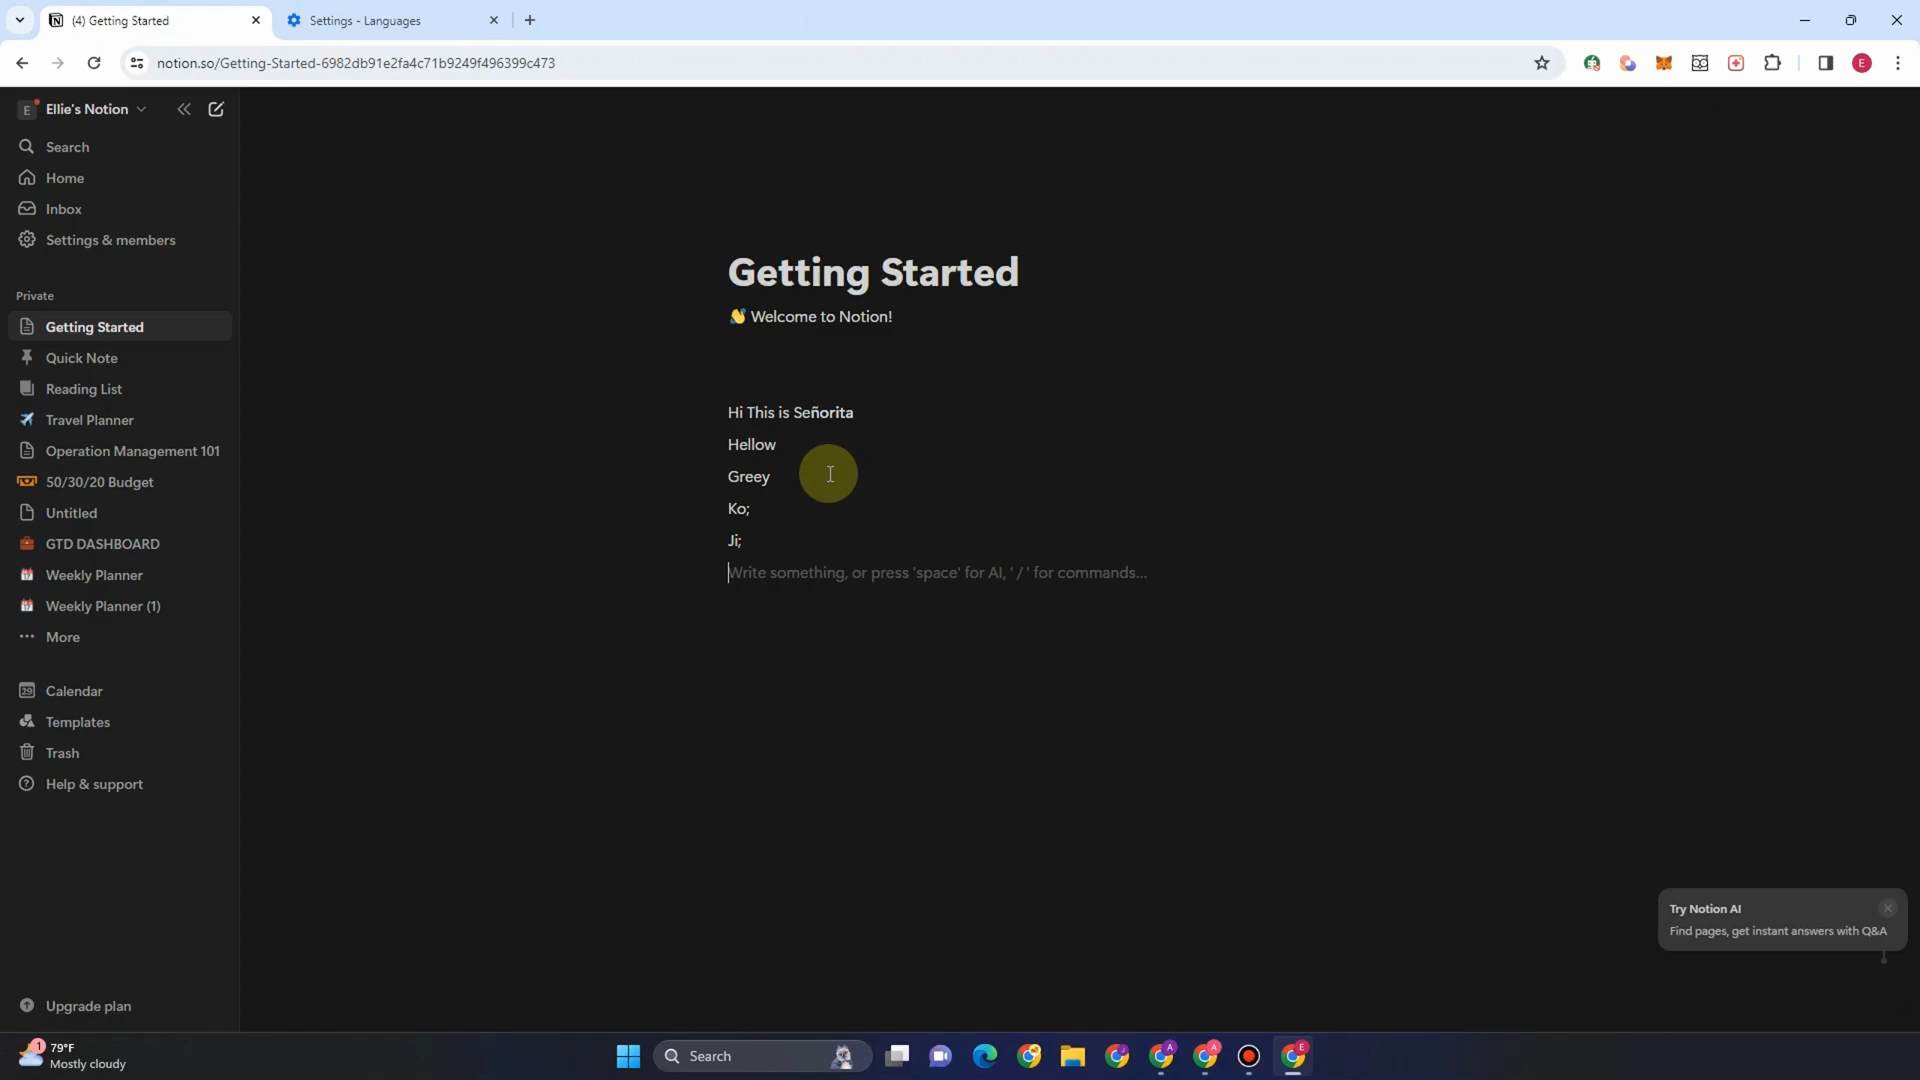 (4) Getting Started
Settings - Languages
notion.so/Getting-Started-6982db91e2fa4c71b9249f496399c473
E
E Ellie's Notion
Search
Home
Inbox
Settings & members
Private
Getting Started
Quick Note
Reading List
Travel Planner
Operation Management 101
50/30/20 Budget
Untitled
GTD DASHBOARD
Weekly Planner
Weekly Planner (1)
More
29 Calendar
Templates
Trash
Help & support
Upgrade plan
Getting Started
👋 Welcome to Notion!
Hi This is Señorita
Hellow
Greey
Ko;
Ji;
Write something, or press 'space' for AI, '/' for commands...
Try Notion AI
Find pages, get instant answers with Q&A
1
79°F
Mostly cloudy
Search
J
A
A
E